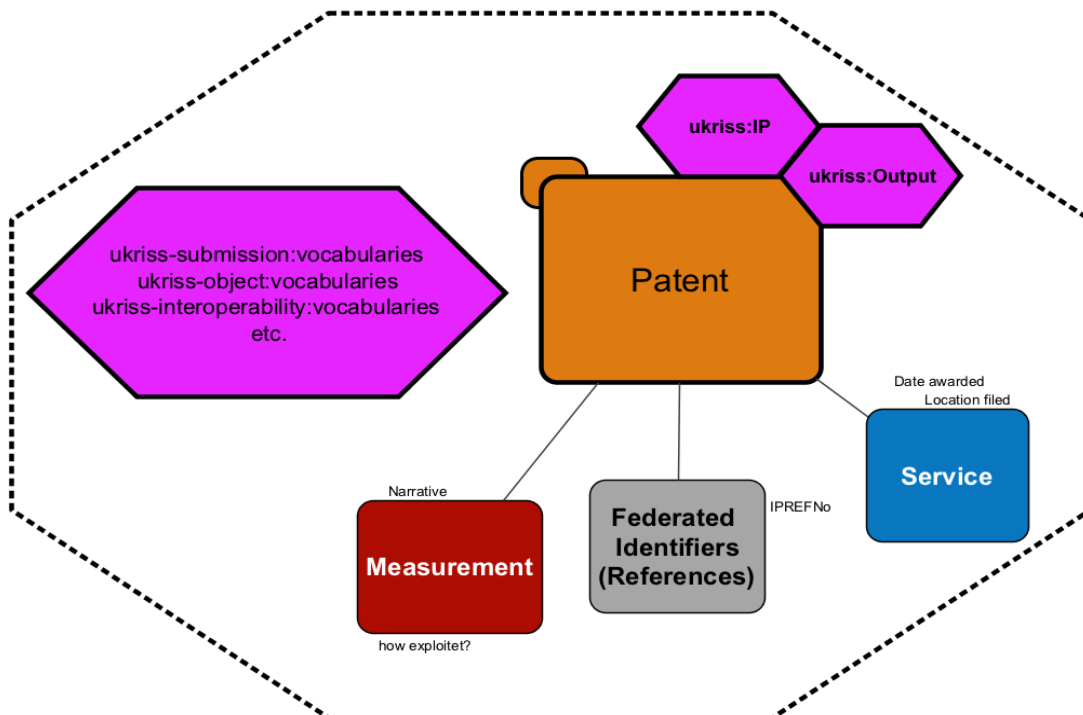 ukriss:IP
ukriss:Output
ukriss-submission:vocabularies
ukriss-object:vocabularies
ukriss-interoperability:vocabularies
etc.
Patent
Date awarded
Location filed
Service
Narrative
Measurement
how exploitet?
Federated
Identifiers
(References)
IPREFNo